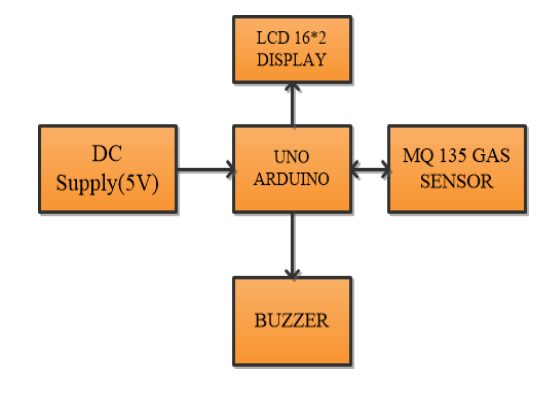 LCD 16*2
DISPLAY
DC
Supply(5V)
UNO
ARDUINO
MQ 135 GAS
SENSOR
BUZZER